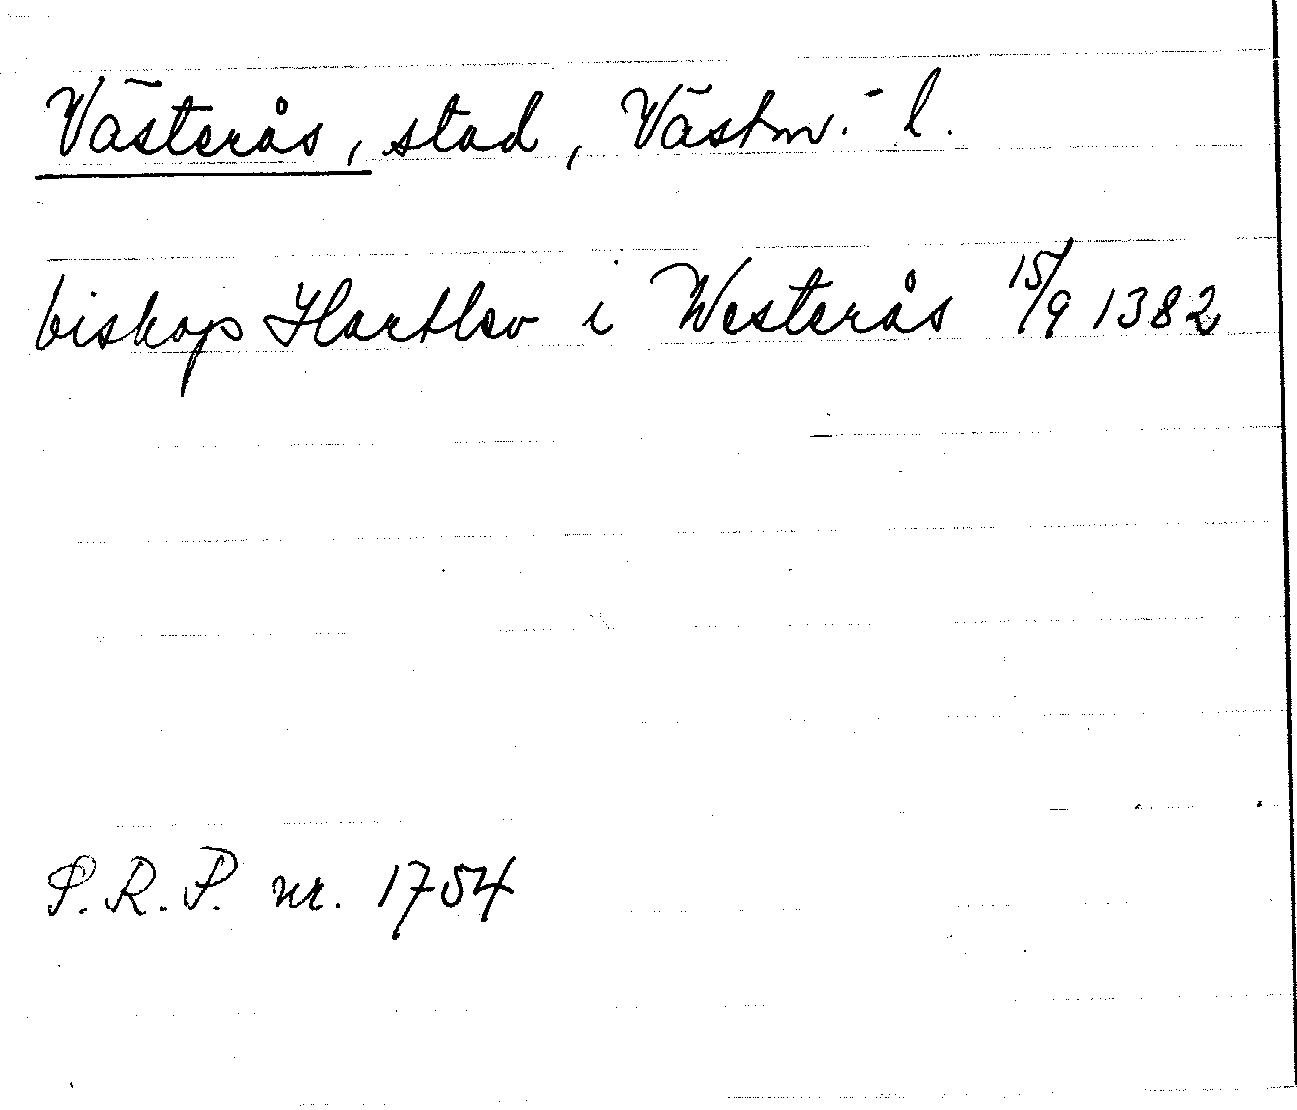 Västerås, stad, Västm. l.
biskop Hartlev i Westerås 15/9 1382
P.R.P. nr. 1754